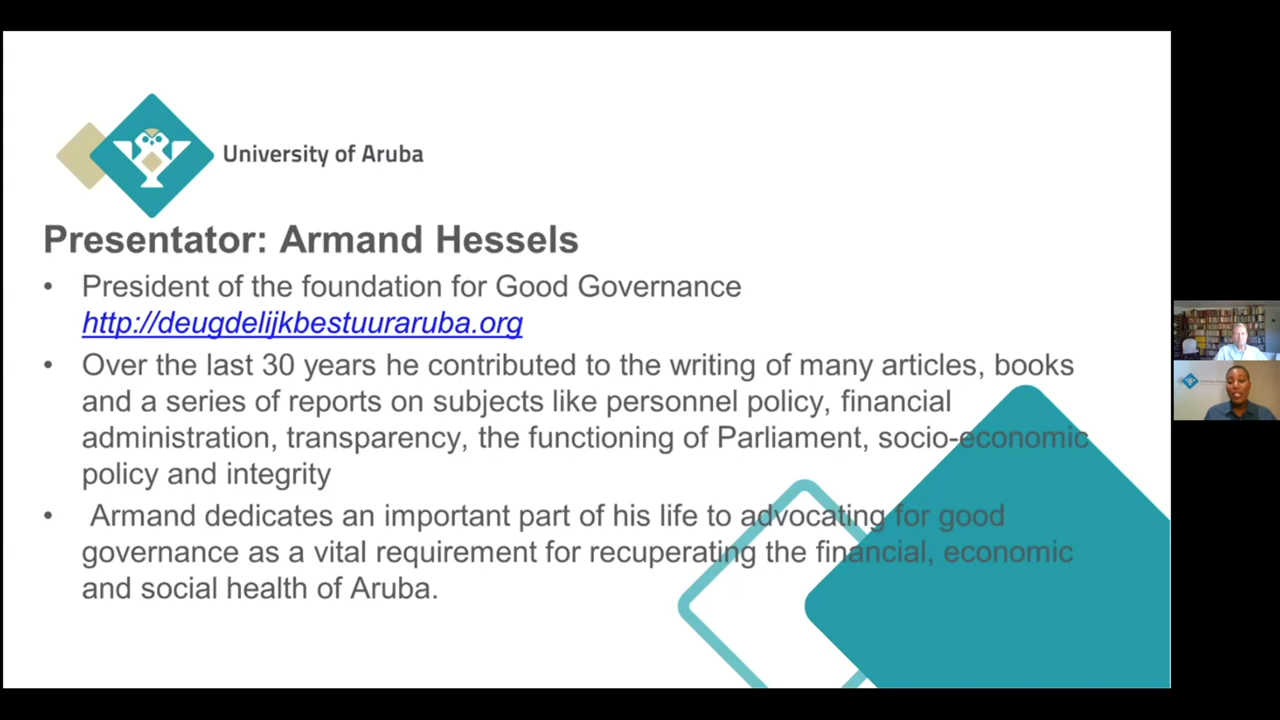 University of Aruba
Presentator: Armand Hessels
• President of the foundation for Good Governance
http://deugdelijkbestuuraruba.org
• Over the last 30 years he contributed to the writing of many articles, books
and a series of reports on subjects like personnel policy, financial
administration, transparency, the functioning of Parliament, socio-economic
policy and integrity
• Armand dedicates an important part of his life to advocating for good
governance as a vital requirement for recuperating the financial, economic
and social health of Aruba.